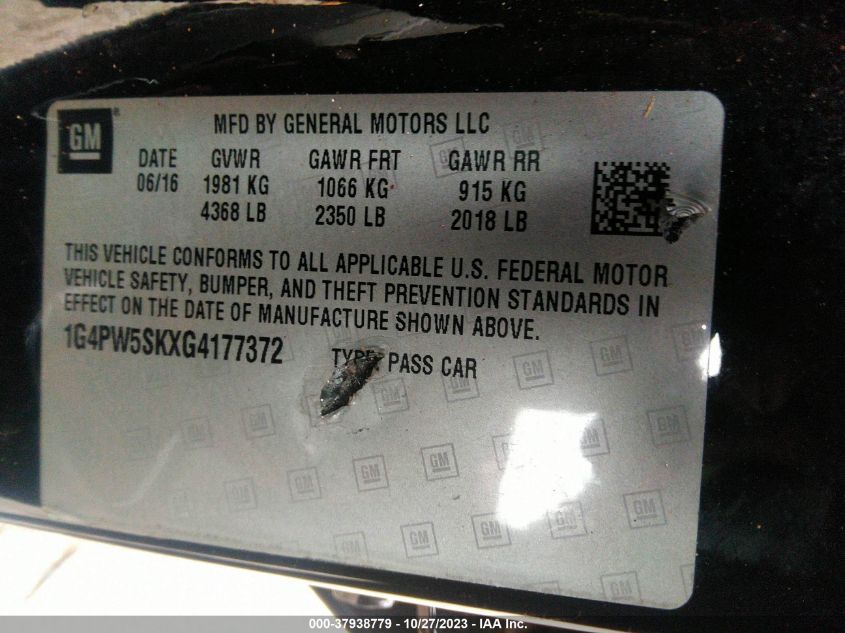 GM
MFD BY GENERAL MOTORS LLC
DATE GVWR GAWR FRT GAWR RR
06/16 1981 KG 1066 KG 915 KG
4368 LB 2350 LB 2018 LB
THIS VEHICLE CONFORMS TO ALL APPLICABLE U.S. FEDERAL MOTOR
VEHICLE SAFETY, BUMPER, AND THEFT PREVENTION STANDARDS IN
EFFECT ON THE DATE OF MANUFACTURE SHOWN ABOVE.
1G4PW5SKXG4177372 TYPE: PASS CAR
000-37938779 - 10/27/2023 - IAA Inc.